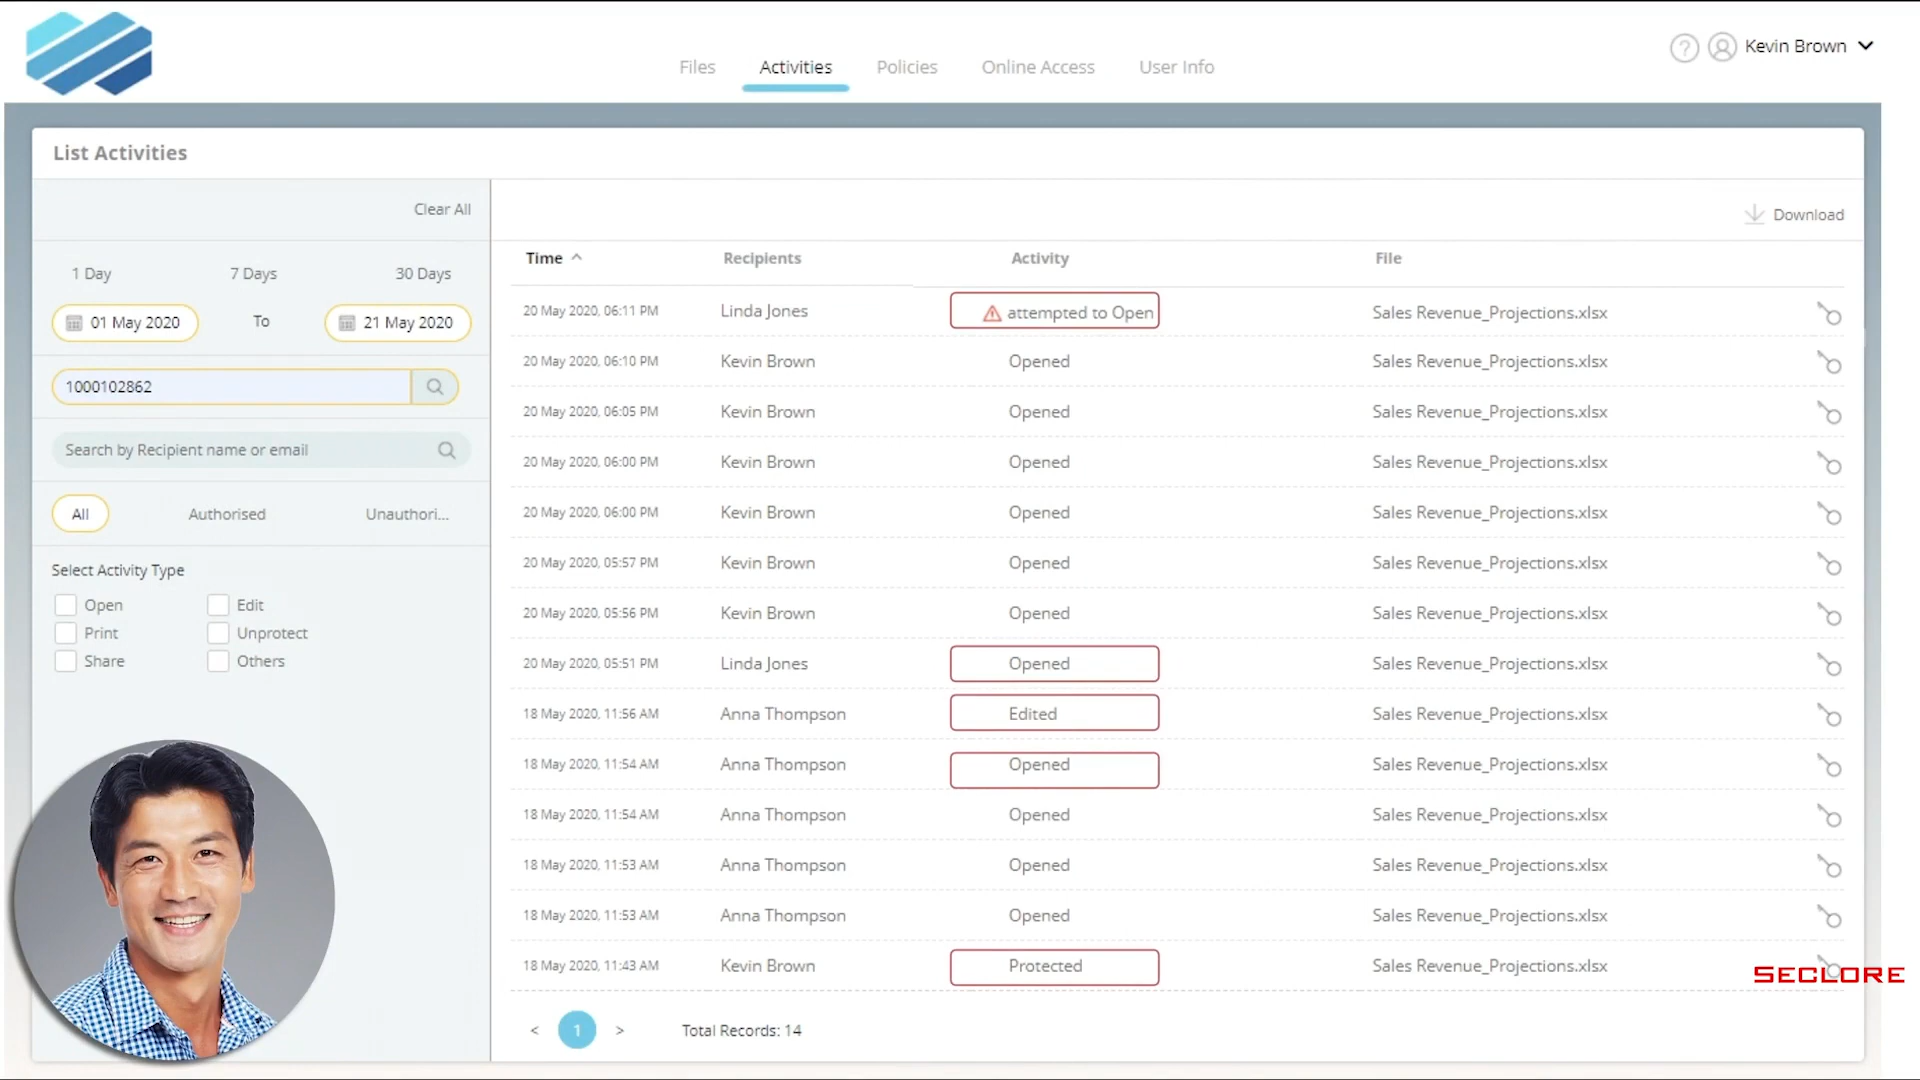 Files Activities Policies Online Access User Info
? Kevin Brown
List Activities
Clear All
1 Day 7 Days 30 Days
01 May 2020 To 21 May 2020
1000102862
Search by Recipient name or email
All Authorised Unauthori...
Select Activity Type
Open Edit
Print Unprotect
Share Others
Download
Time Recipients Activity File
20 May 2020, 06:11 PM Linda Jones attempted to Open Sales Revenue_Projections.xlsx
20 May 2020, 06:10 PM Kevin Brown Opened Sales Revenue_Projections.xlsx
20 May 2020, 06:05 PM Kevin Brown Opened Sales Revenue_Projections.xlsx
20 May 2020, 06:00 PM Kevin Brown Opened Sales Revenue_Projections.xlsx
20 May 2020, 06:00 PM Kevin Brown Opened Sales Revenue_Projections.xlsx
20 May 2020, 05:57 PM Kevin Brown Opened Sales Revenue_Projections.xlsx
20 May 2020, 05:56 PM Kevin Brown Opened Sales Revenue_Projections.xlsx
20 May 2020, 05:51 PM Linda Jones Opened Sales Revenue_Projections.xlsx
18 May 2020, 11:56 AM Anna Thompson Edited Sales Revenue_Projections.xlsx
18 May 2020, 11:54 AM Anna Thompson Opened Sales Revenue_Projections.xlsx
18 May 2020, 11:54 AM Anna Thompson Opened Sales Revenue_Projections.xlsx
18 May 2020, 11:53 AM Anna Thompson Opened Sales Revenue_Projections.xlsx
18 May 2020, 11:53 AM Anna Thompson Opened Sales Revenue_Projections.xlsx
18 May 2020, 11:43 AM Kevin Brown Protected Sales Revenue_Projections.xlsx
SECLORE
< 1 > Total Records: 14